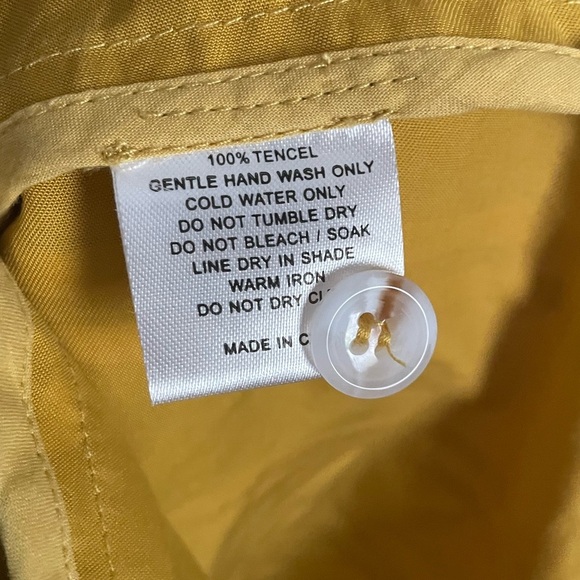 100% TENCEL
GENTLE HAND WASH ONLY
COLD WATER ONLY
DO NOT TUMBLE DRY
DO NOT BLEACH / SOAK
LINE DRY IN SHADE
WARM IRON
DO NOT DRY
MADE IN